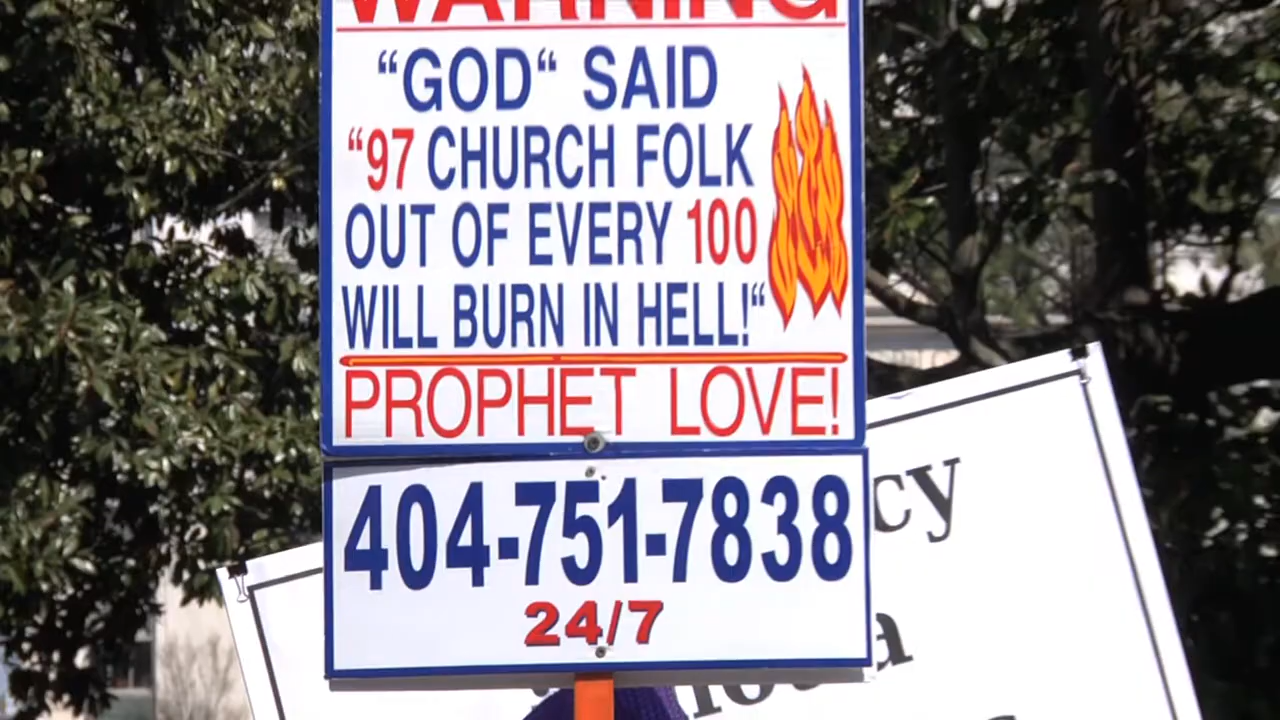 WARNING
“GOD“ SAID
“97 CHURCH FOLK
OUT OF EVERY 100
WILL BURN IN HELL!“
PROPHET LOVE!
404-751-7838
24/7